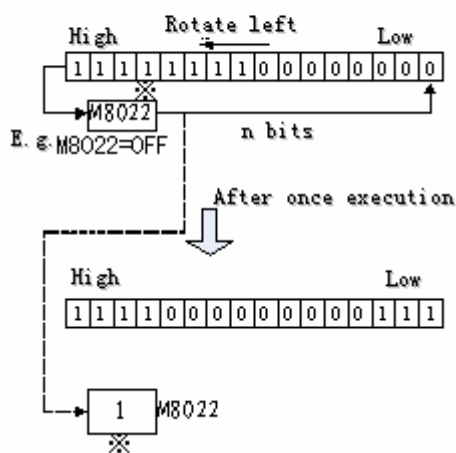 Rotate left
High Low
1 1 1 1 1 1 1 1 0 0 0 0 0 0 0 0
※
M8022
n bits
E. g. M8022=OFF
After once execution
High Low
1 1 1 1 0 0 0 0 0 0 0 0 0 1 1 1
1 M8022
※